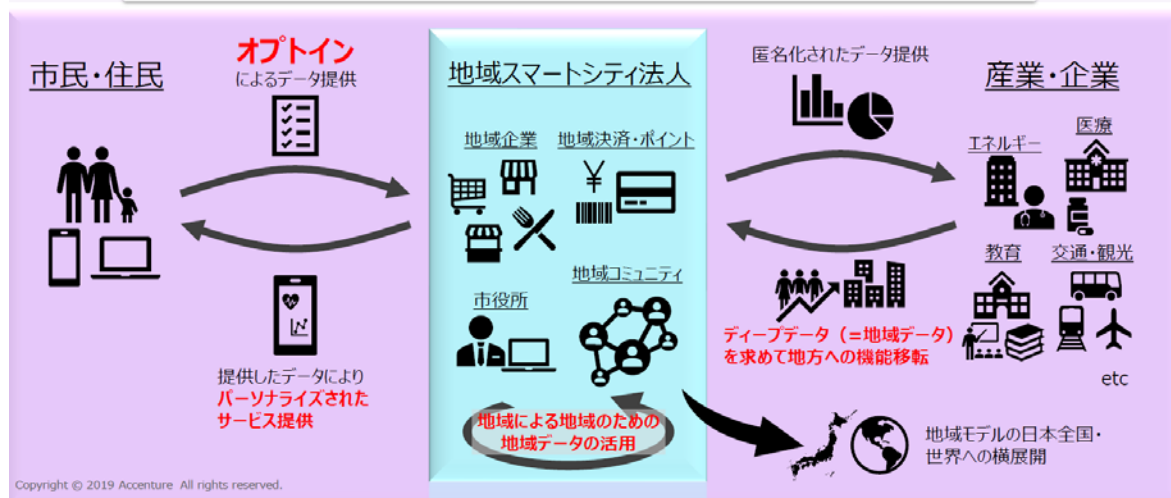 市民・住民
オプトイン
によるデータ提供
提供したデータにより
パーソナライズされた
サービス提供
地域スマートシティ法人
地域企業
地域決済・ポイント
¥
市役所
地域コミュニティ
地域による地域のための
地域データの活用
匿名化されたデータ提供
ディープデータ（=地域データ）
を求めて地方への機能移転
産業・企業
エネルギー
医療
教育
交通・観光
etc
地域モデルの日本全国・
世界への横展開
Copyright © 2019 Accenture All rights reserved.